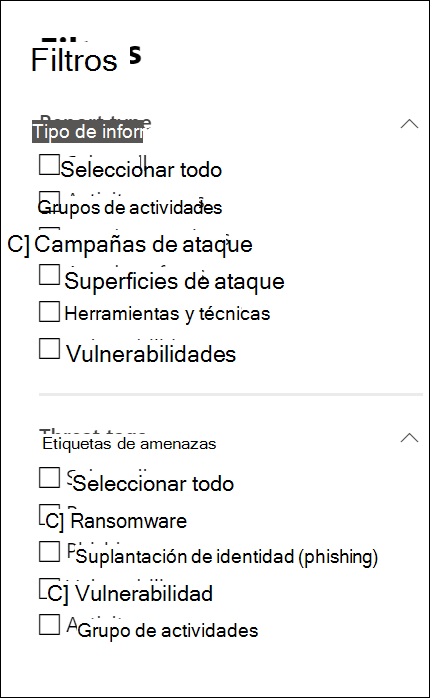 Filtros
Tipo de inforr
Seleccionar todo
Grupos de actividades
C] Campañas de ataque
Superficies de ataque
Herramientas y técnicas
Vulnerabilidades
Etiquetas de amenazas
Seleccionar todo
C] Ransomware
Suplantación de identidad (phishing)
C] Vulnerabilidad
Grupo de actividades